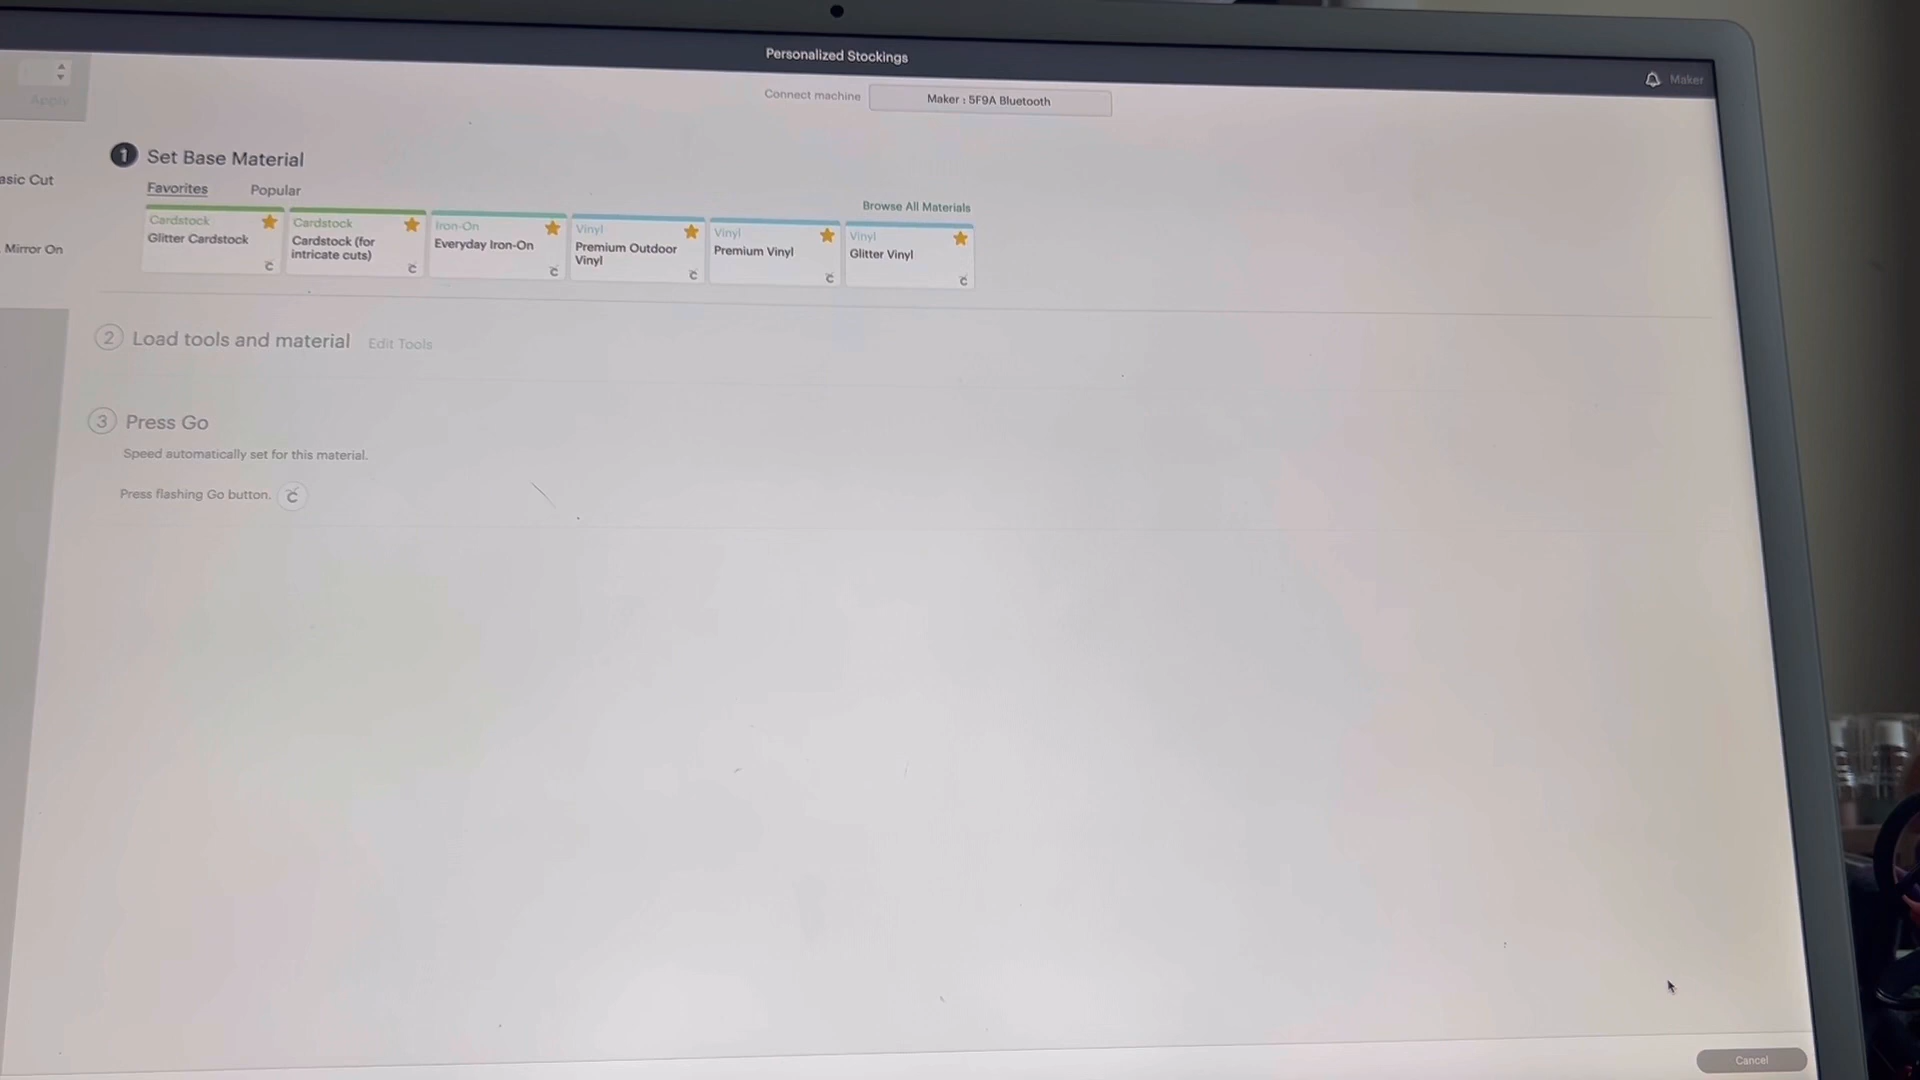 Personalized Stockings
Maker
Apply
Connect machine
Maker : 5F9A Bluetooth
1 Set Base Material
Favorites Popular
Browse All Materials
Cardstock
Glitter Cardstock
Cardstock
Cardstock (for
intricate cuts)
Iron-On
Everyday Iron-On
Vinyl
Premium Outdoor
Vinyl
Vinyl
Premium Vinyl
Vinyl
Glitter Vinyl
asic Cut
Mirror On
2 Load tools and material Edit Tools
3 Press Go
Speed automatically set for this material.
Press flashing Go button.
Cancel